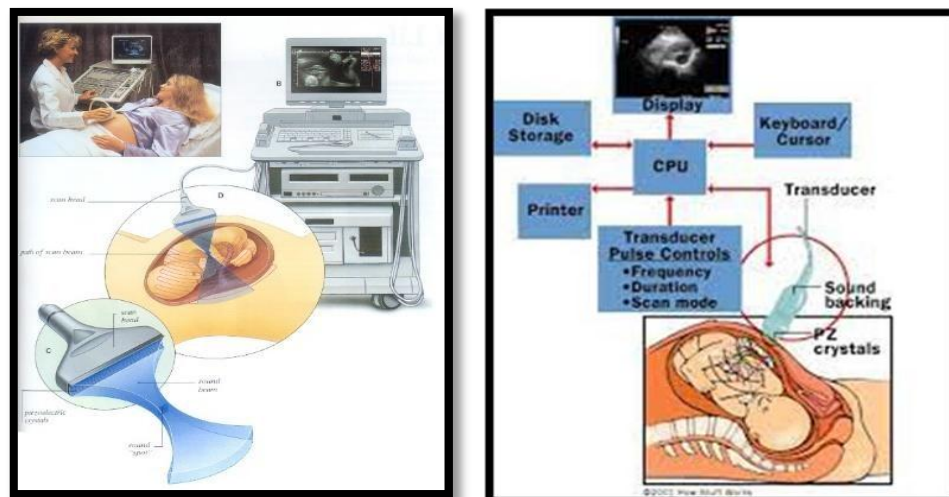 B
D
scan head
path of scan beam
scan
head
C
sound
beam
piezoelectric
crystals
sound
"spot"
Display
Disk
Storage
Keyboard/
Cursor
CPU
Transducer
Printer
Transducer
Pulse Controls
•Frequency
•Duration
•Scan mode
Sound
backing
PZ
crystals
How Stuff Works